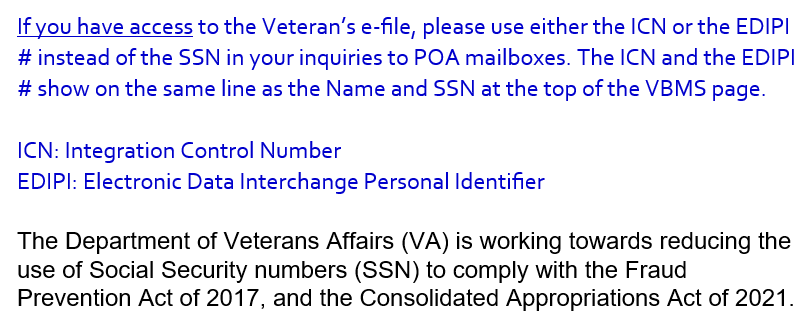 If you have access to the Veteran's e-file, please use either the ICN or the EDIPI
# instead of the SSN in your inquiries to POA mailboxes. The ICN and the EDIPI
# show on the same line as the Name and SSN at the top of the VBMS page.
ICN: Integration Control Number
EDIPI: Electronic Data Interchange Personal Identifier
The Department of Veterans Affairs (VA) is working towards reducing the
use of Social Security numbers (SSN) to comply with the Fraud
Prevention Act of 2017, and the Consolidated Appropriations Act of 2021.